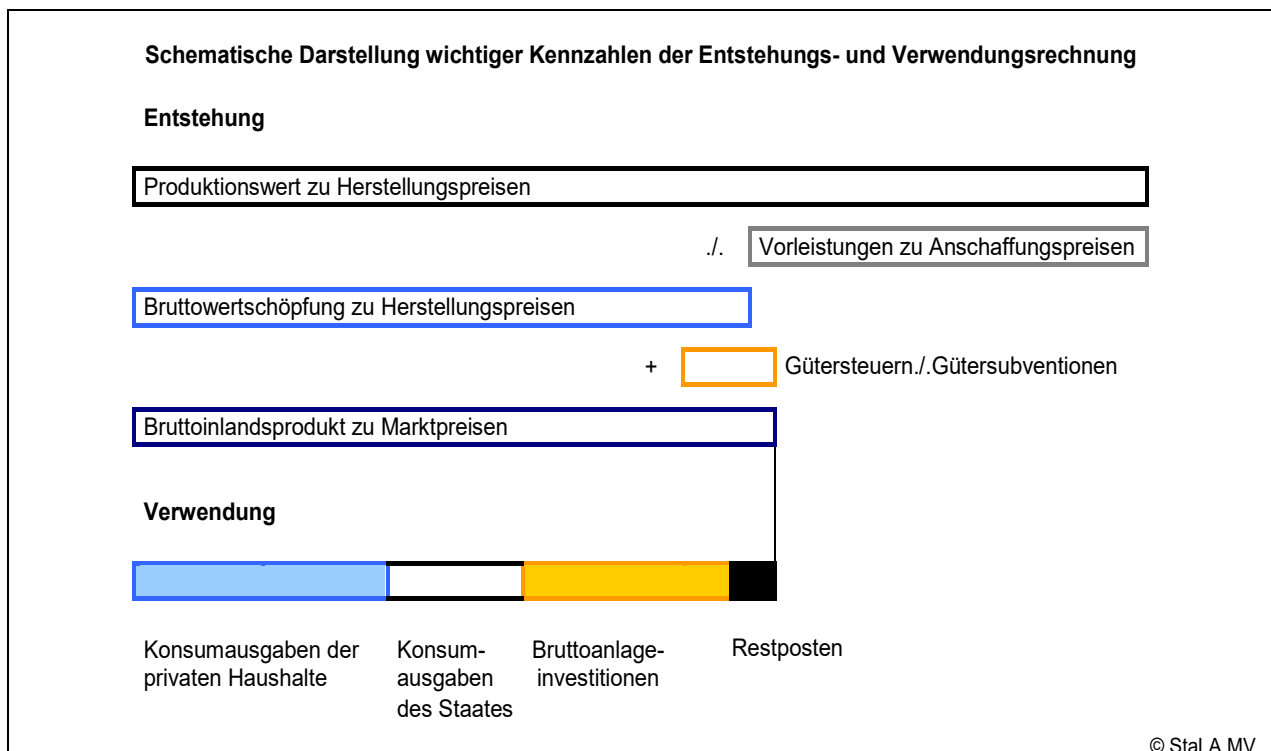 Schematische Darstellung wichtiger Kennzahlen der Entstehungs- und Verwendungsrechnung
Entstehung
Produktionswert zu Herstellungspreisen
./. Vorleistungen zu Anschaffungspreisen
Bruttowertschöpfung zu Herstellungspreisen
+ Gütersteuern./.Gütersubventionen
Bruttoinlandsprodukt zu Marktpreisen
Verwendung
Konsumausgaben der
privaten Haushalte
Konsum-
ausgaben
des Staates
Bruttoanlage-
investitionen
Restposten
© StatA MV